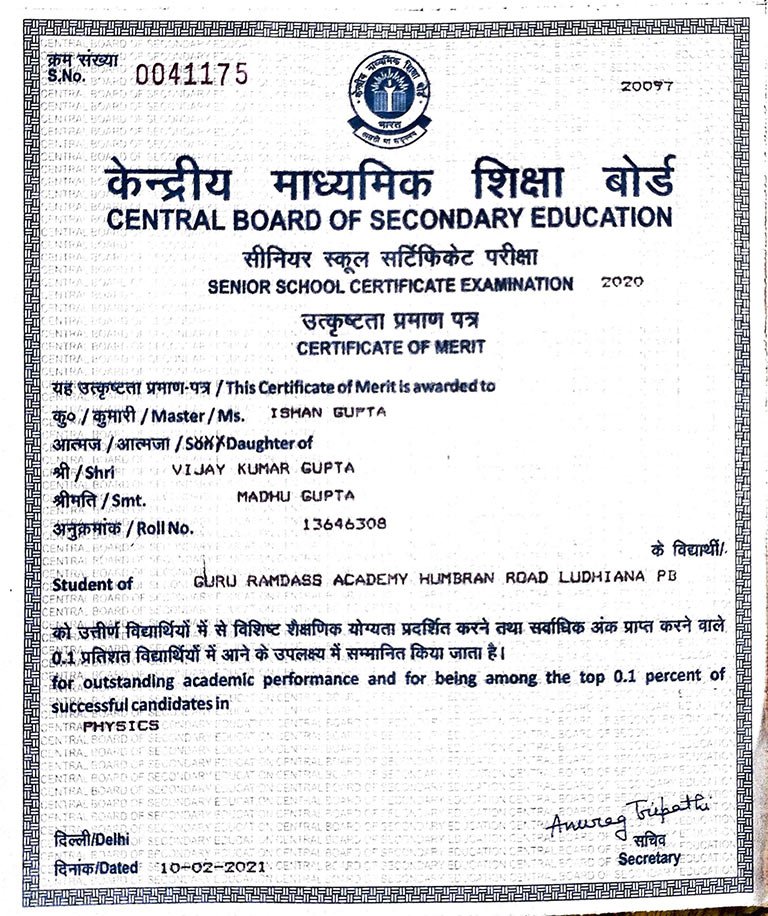 क्रम संख्या
S.No. 0041175
20097
केन्द्रीय माध्यमिक शिक्षा बोर्ड
भारत
केन्द्रीय माध्यमिक शिक्षा बोर्ड
CENTRAL BOARD OF SECONDARY EDUCATION
सीनियर स्कूल सर्टिफिकेट परीक्षा
SENIOR SCHOOL CERTIFICATE EXAMINATION 2020
उत्कृष्टता प्रमाण पत्र
CERTIFICATE OF MERIT
यह उत्कृष्टता प्रमाण-पत्र / This Certificate of Merit is awarded to
कु० / कुमारी / Master / Ms. ISHAN GUPTA
आत्मज / आत्मजा / Son/Daughter of
श्री / Shri VIJAY KUMAR GUPTA
श्रीमति / Smt. MADHU GUPTA
अनुक्रमांक / Roll No. 13646308
के विद्यार्थी/.
Student of GURU RAMDASS ACADEMY HUMBRAN ROAD LUDHIANA PB
को उत्तीर्ण विद्यार्थियों में से विशिष्ट शैक्षणिक योग्यता प्रदर्शित करने तथा सर्वाधिक अंक प्राप्त करने वाले
0.1 प्रतिशत विद्यार्थियों में आने के उपलक्ष्य में सम्मानित किया जाता है।
for outstanding academic performance and for being among the top 0.1 percent of
successful candidates in
PHYSICS
Anurag Tripathi
दिल्ली/Delhi
सचिव
दिनांक/Dated 10-02-2021
Secretary